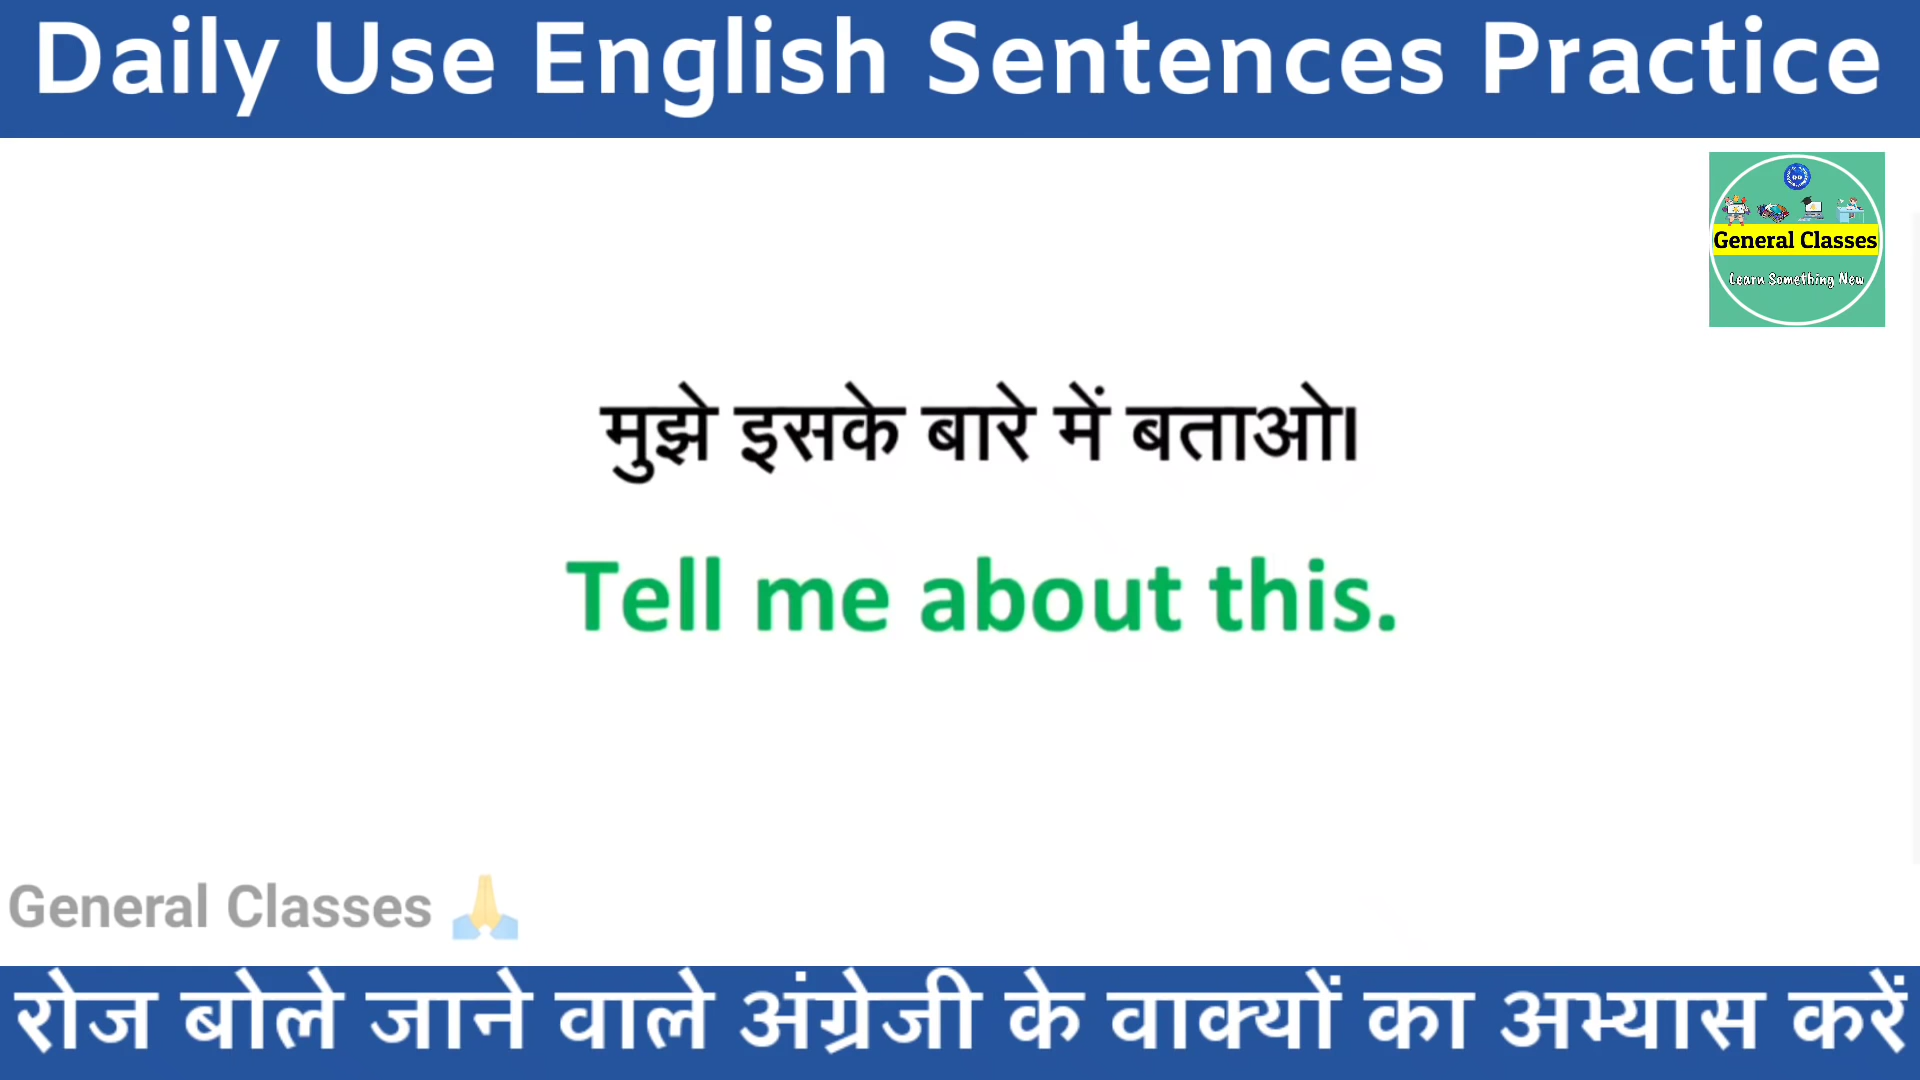 Daily Use English Sentences Practice
General Classes
Learn Something New
मुझे इसके बारे में बताओ।
Tell me about this.
General Classes 🙏
रोज बोले जाने वाले अंग्रेजी के वाक्यों का अभ्यास करें